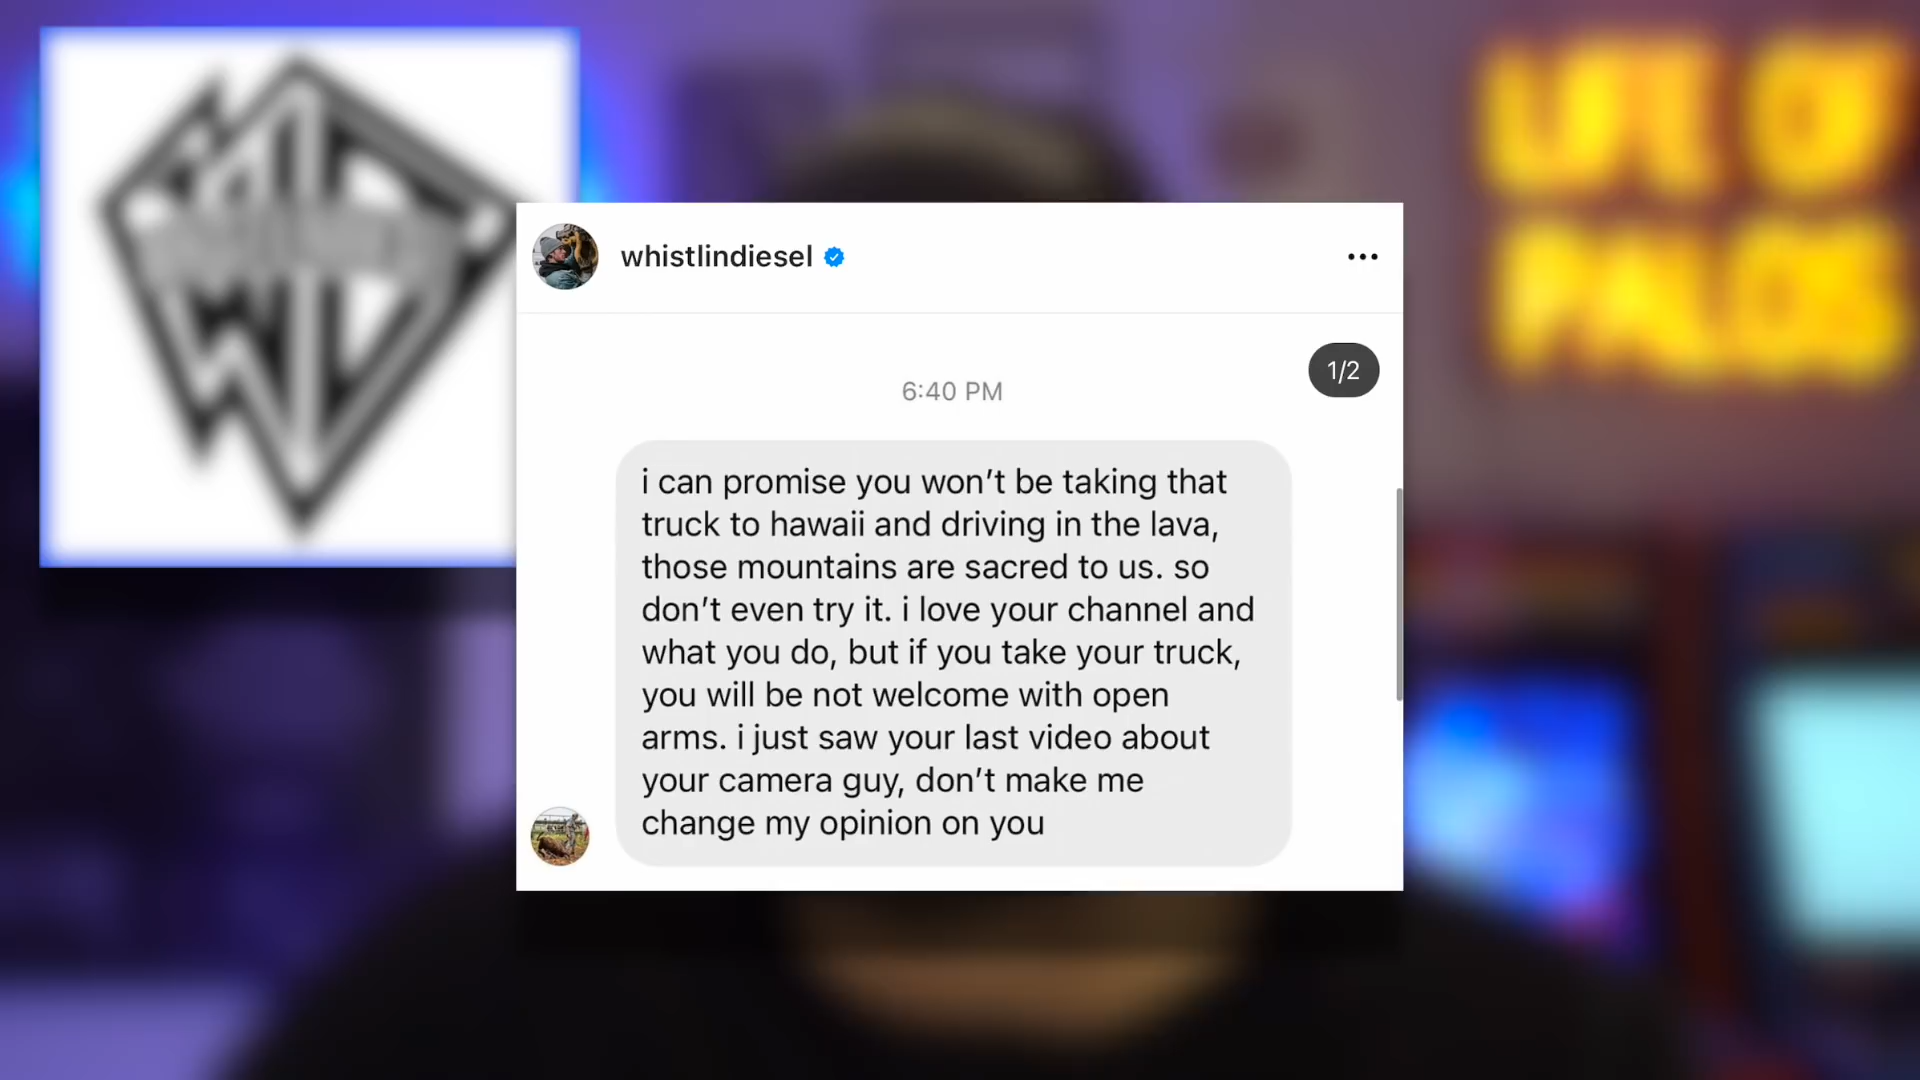 LIFE OF
PALOS
whistlindiesel
1/2
6:40 PM
i can promise you won’t be taking that
truck to hawaii and driving in the lava,
those mountains are sacred to us. so
don’t even try it. i love your channel and
what you do, but if you take your truck,
you will be not welcome with open
arms. i just saw your last video about
your camera guy, don’t make me
change my opinion on you